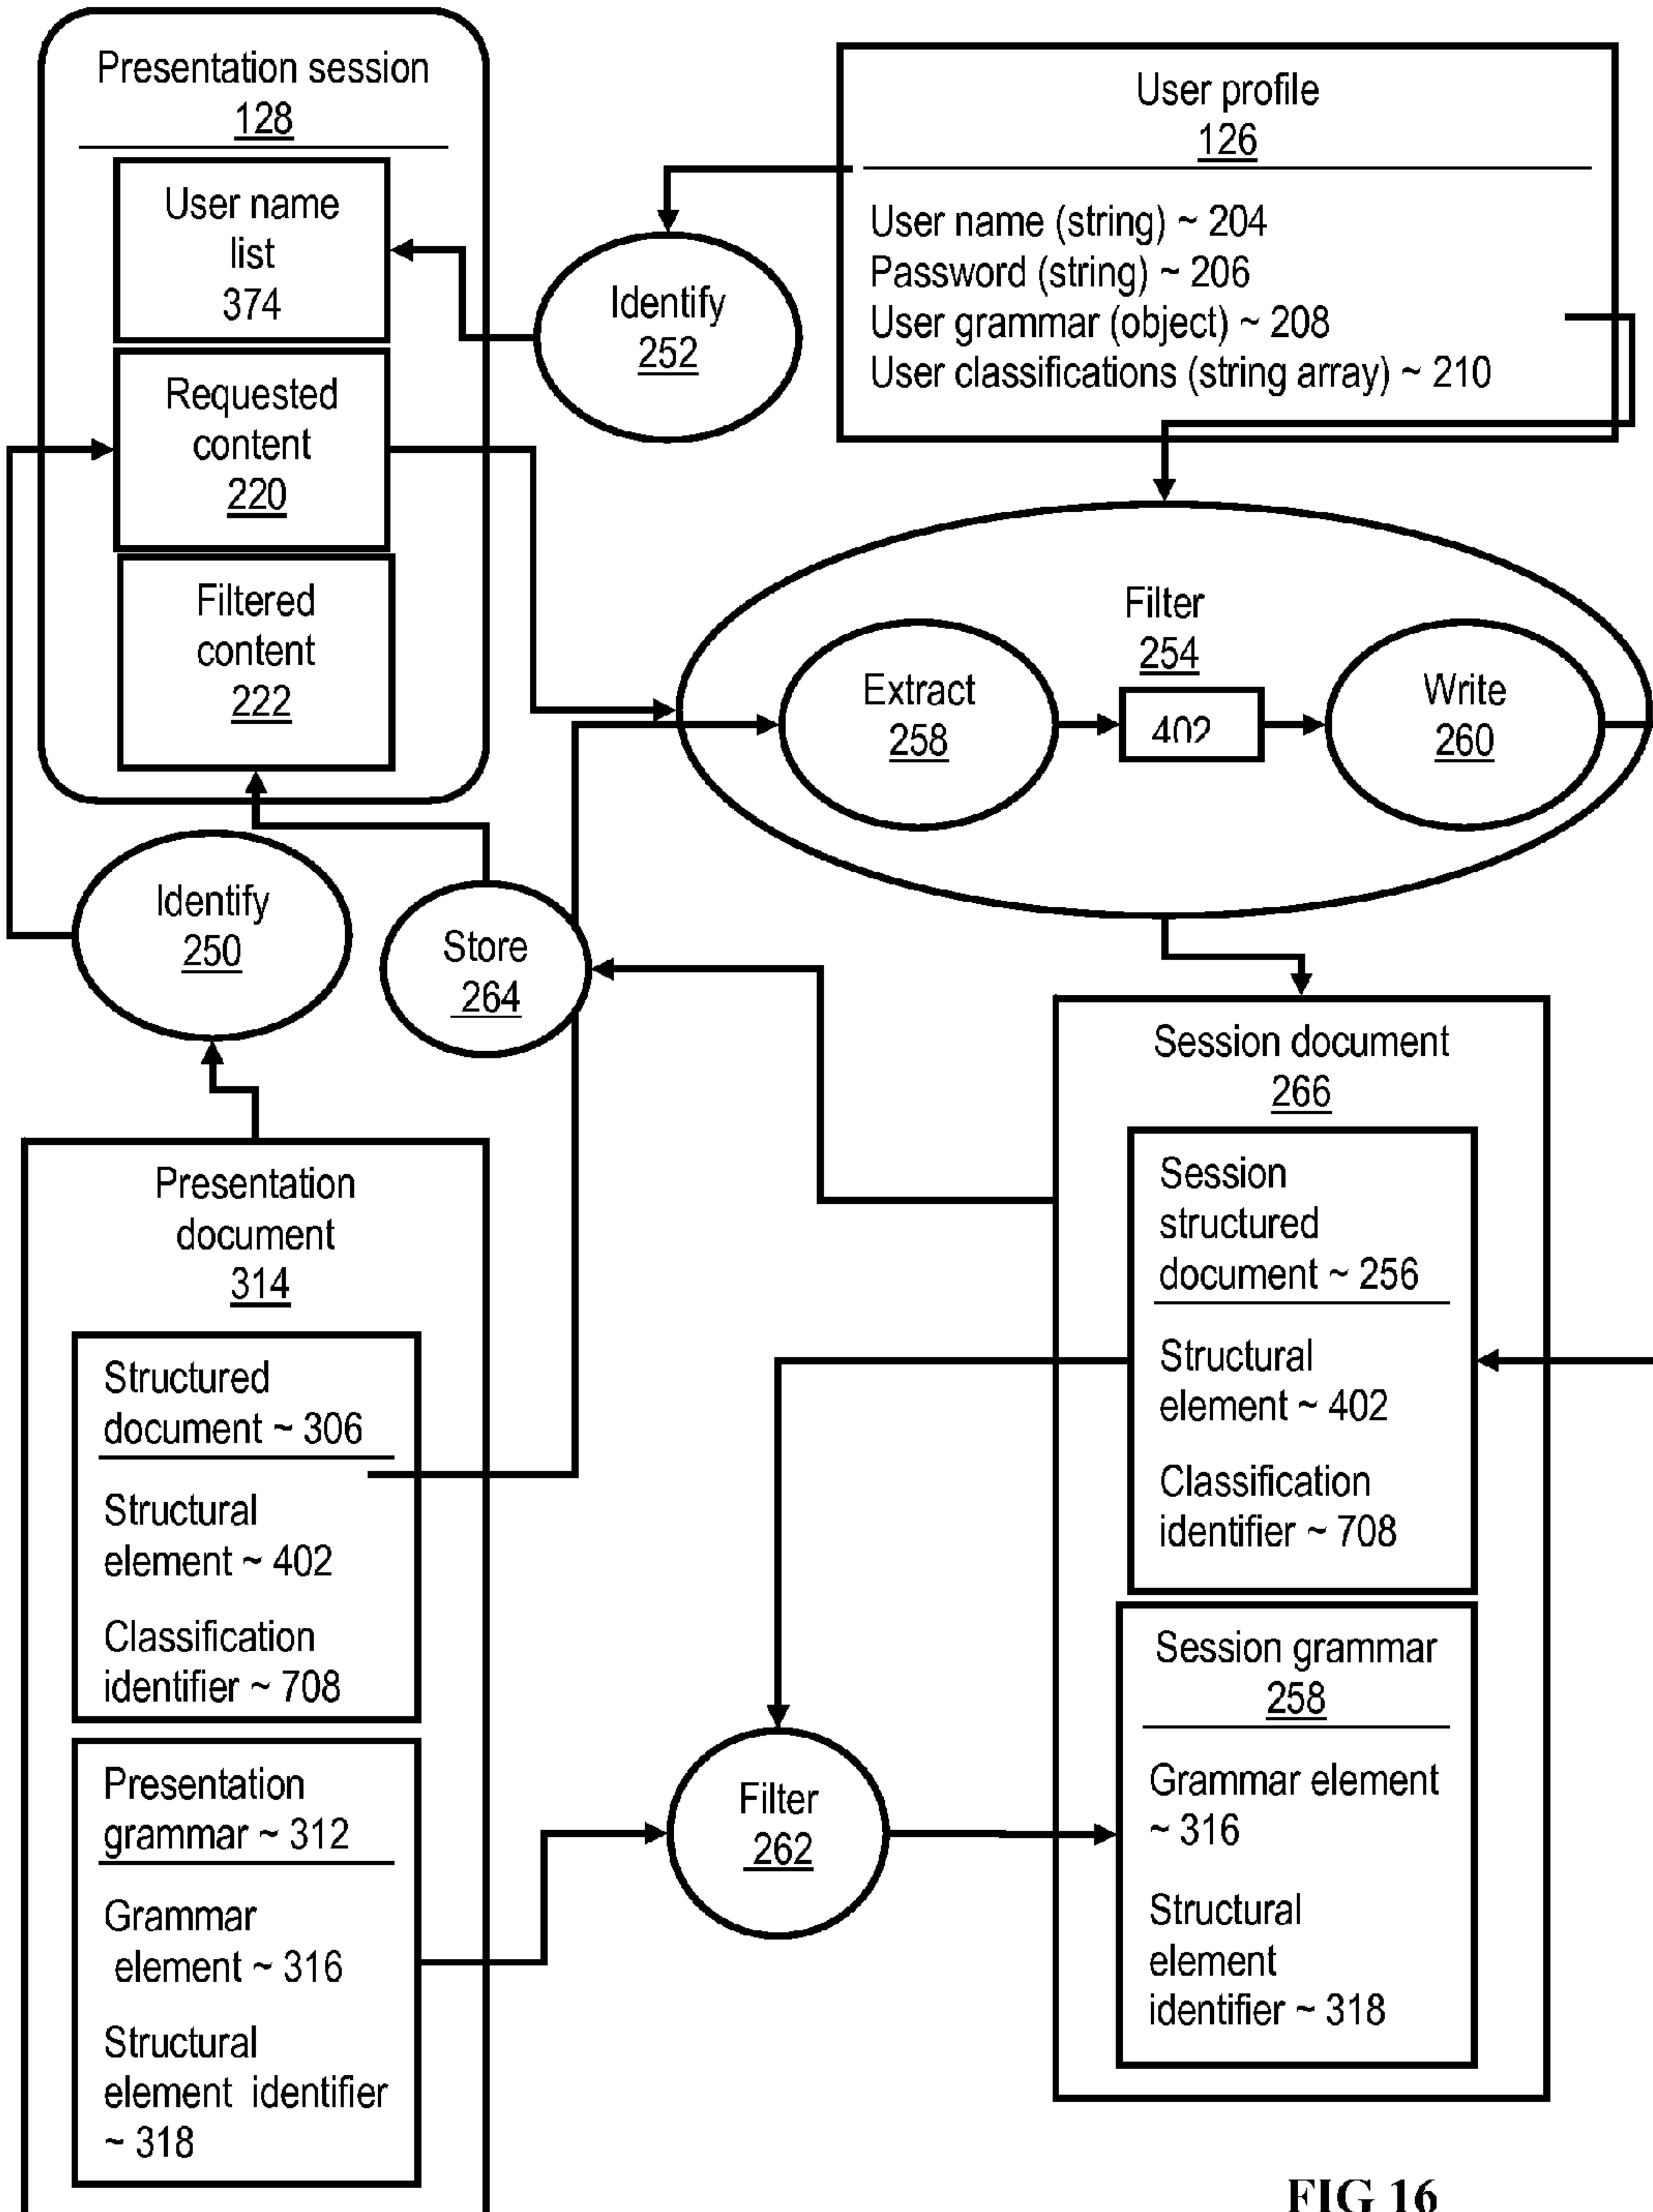 Presentation session
128
User name
list
374
Requested
content
220
Filtered
content
222
User profile
126
User name (string) ~ 204
Password (string) ~ 206
User grammar (object) ~ 208
User classifications (string array) ~ 210
Identify
252
Filter
254
Extract
258
402
Write
260
Identify
250
Store
264
Session document
266
Session
structured
document ~ 256
Structural
element ~ 402
Classification
identifier ~ 708
Session grammar
258
Grammar element
~ 316
Structural
element
identifier ~ 318
Presentation
document
314
Structured
document ~ 306
Structural
element ~ 402
Classification
identifier ~ 708
Presentation
grammar ~ 312
Grammar
element ~ 316
Structural
element identifier
~ 318
Filter
262
FIG 16